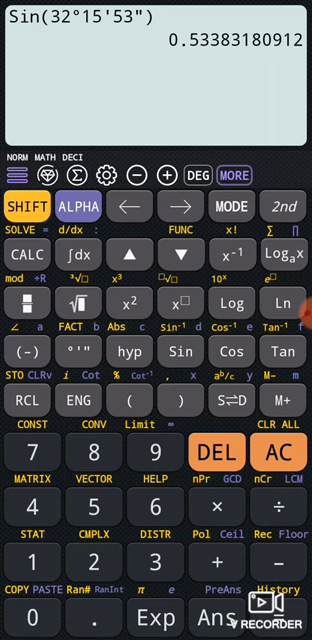 Sin(32°15'53")
0.53383180912
NORM MATH DECI
DEG MORE
SHIFT ALPHA MODE 2nd
SOLVE = d/dx : FUNC x! ∑ ∏
CALC ∫dx ▲ ▼ x⁻¹ Logₐx
mod ÷R ³√□ x³ □√□ 10ˣ e□
√□ x² x□ Log Ln
∠ a FACT b Abs c Sin⁻¹ d Cos⁻¹ e Tan⁻¹ f
(−) °'" hyp Sin Cos Tan
STO CLRv i Cot % Cot⁻¹ , x aᵇ/c y M− m
RCL ENG ( ) S⇌D M+
CONST CONV Limit ∞ CLR ALL
7 8 9 DEL AC
MATRIX VECTOR HELP nPr GCD nCr LCM
4 5 6 × ÷
STAT CMPLX DISTR Pol Ceil Rec Floor
1 2 3 + −
COPY PASTE Ran# RanInt π e PreAns History
0 . Exp Ans
V RECORDER